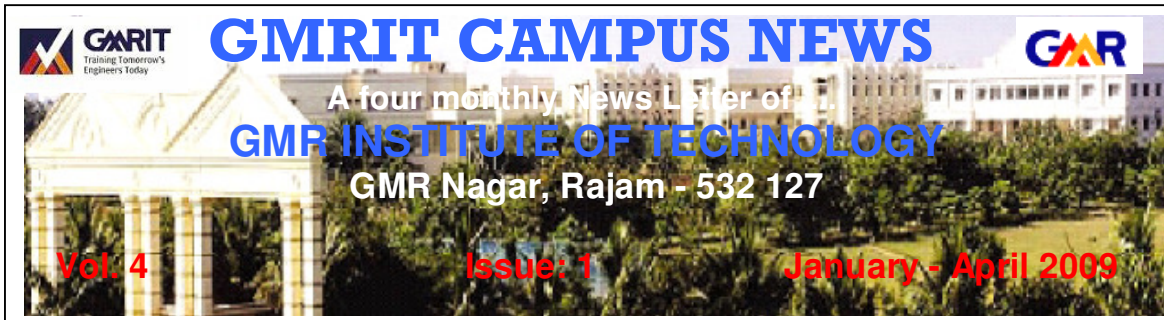 GMRIT
Training Tomorrow's
Engineers Today
GMRIT CAMPUS NEWS
GMR
A four monthly News Letter of ....
GMR INSTITUTE OF TECHNOLOGY
GMR Nagar, Rajam - 532 127
Vol. 4 Issue: 1 January - April 2009